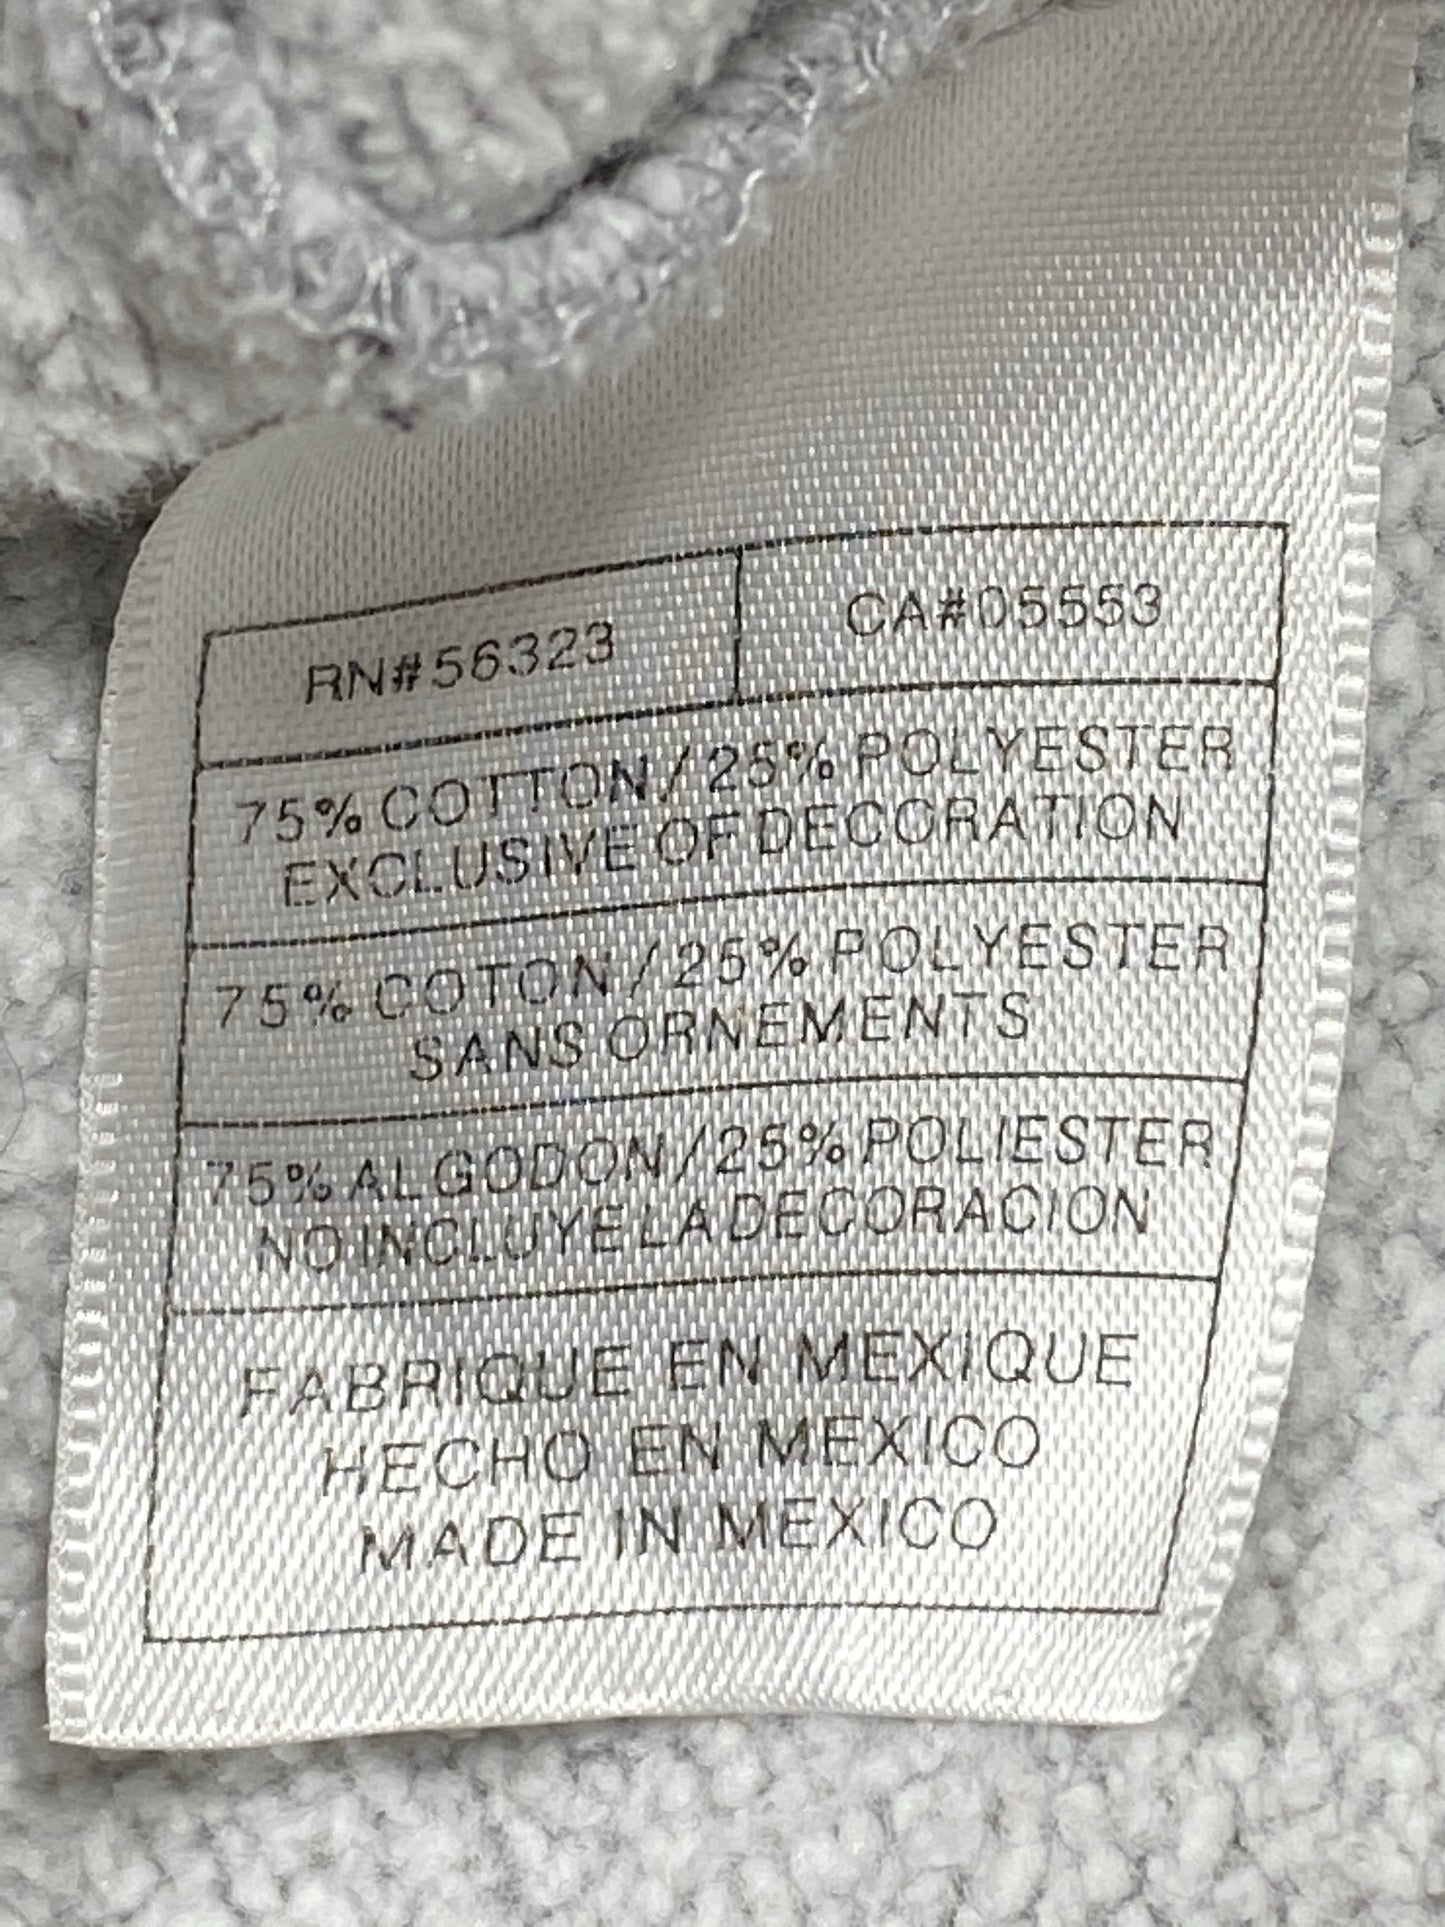 RN#56323 CA#05553
75% COTTON/25% POLYESTER
EXCLUSIVE OF DECORATION
75% COTON/25% POLYESTER
SANS ORNEMENTS
75% ALGODON/25% POLIESTER
NO INCLUYE LA DECORACION
FABRIQUE EN MEXIQUE
HECHO EN MEXICO
MADE IN MEXICO